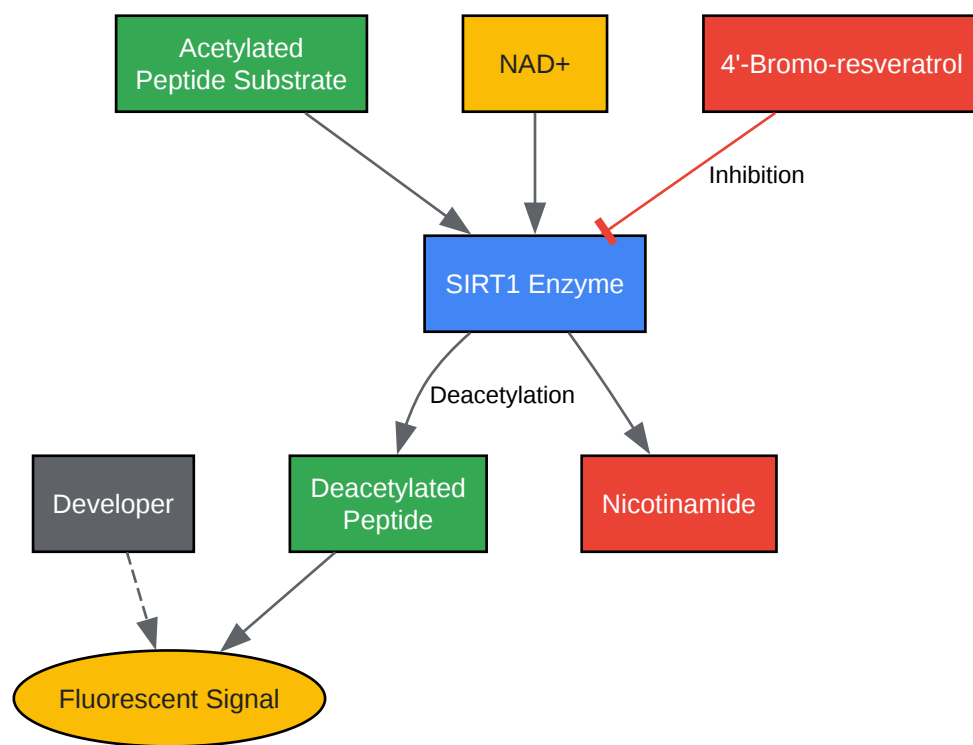 Acetylated
Peptide Substrate
NAD+
4'-Bromo-resveratrol
Inhibition
SIRT1 Enzyme
Deacetylation
Developer
Deacetylated
Peptide
Nicotinamide
Fluorescent Signal